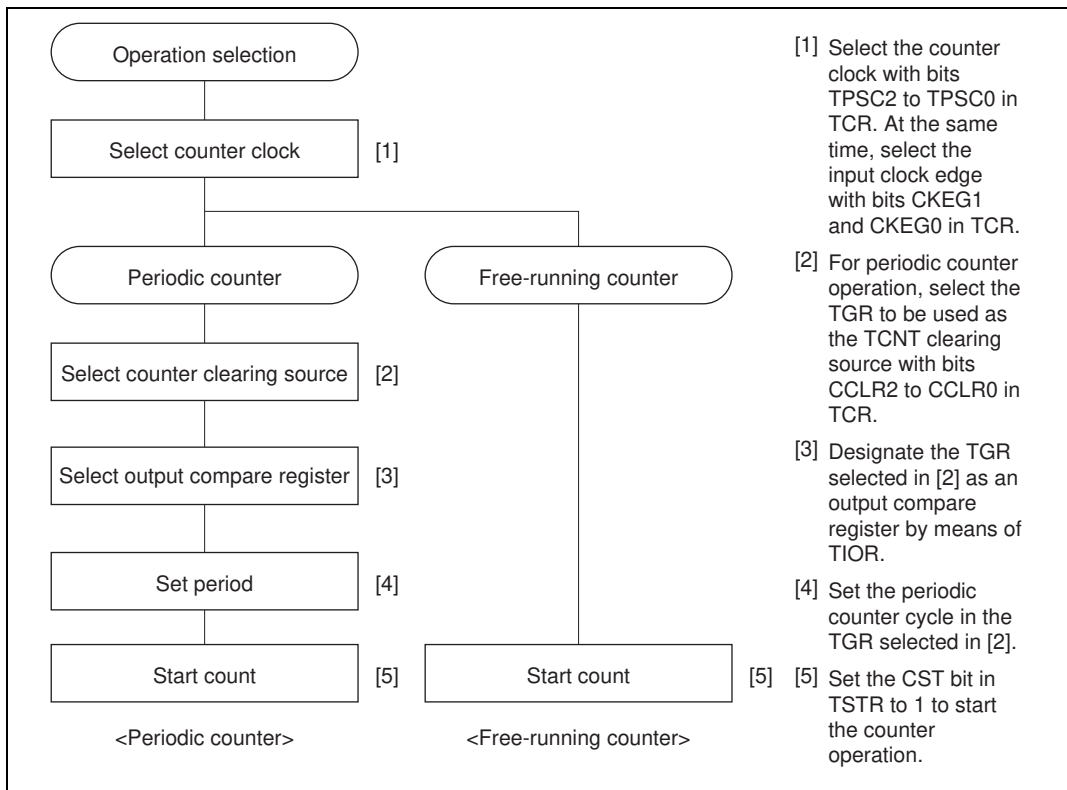 Operation selection
Select counter clock [1]
Periodic counter
Free-running counter
Select counter clearing source [2]
Select output compare register [3]
Set period [4]
Start count [5]
Start count [5]
<Periodic counter>
<Free-running counter>
[1] Select the counter
clock with bits
TPSC2 to TPSC0 in
TCR. At the same
time, select the
input clock edge
with bits CKEG1
and CKEG0 in TCR.
[2] For periodic counter
operation, select the
TGR to be used as
the TCNT clearing
source with bits
CCLR2 to CCLR0 in
TCR.
[3] Designate the TGR
selected in [2] as an
output compare
register by means of
TIOR.
[4] Set the periodic
counter cycle in the
TGR selected in [2].
[5] Set the CST bit in
TSTR to 1 to start
the counter
operation.